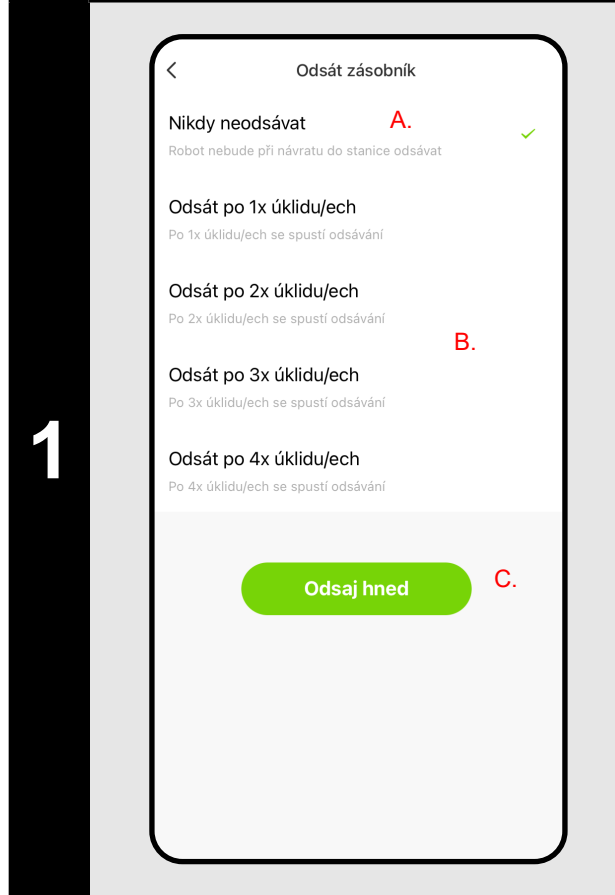 Odsát zásobník
Nikdy neodsávat A.
Robot nebude při návratu do stanice odsávat
Odsát po 1x úklidu/ech
Po 1x úklidu/ech se spustí odsávání
Odsát po 2x úklidu/ech
Po 2x úklidu/ech se spustí odsávání
B.
Odsát po 3x úklidu/ech
Po 3x úklidu/ech se spustí odsávání
1
Odsát po 4x úklidu/ech
Po 4x úklidu/ech se spustí odsávání
Odsaj hned C.